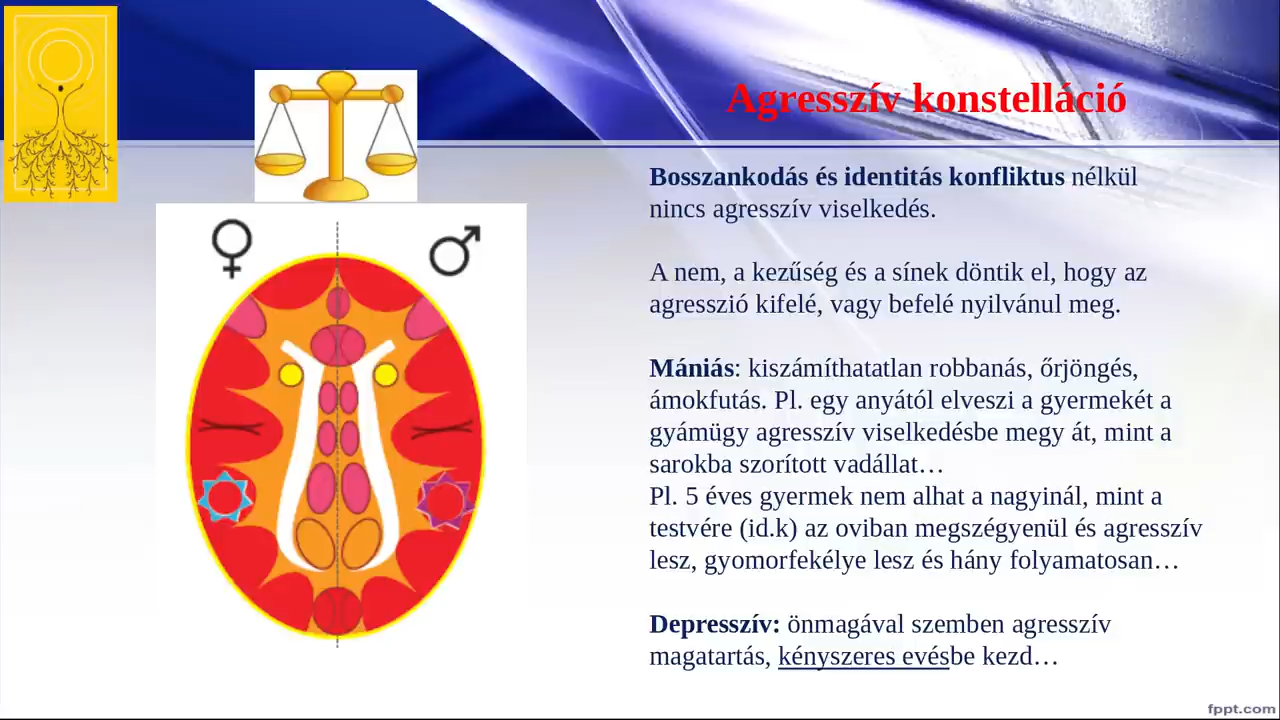 Agresszív konstelláció
Bosszankodás és identitás konfliktus nélkül
nincs agresszív viselkedés.
A nem, a kezűség és a sínek döntik el, hogy az
agresszió kifelé, vagy befelé nyilvánul meg.
Mániás: kiszámíthatatlan robbanás, őrjöngés,
ámokfutás. Pl. egy anyától elveszi a gyermekét a
gyámügy agresszív viselkedésbe megy át, mint a
sarokba szorított vadállat…
Pl. 5 éves gyermek nem alhat a nagyinál, mint a
testvére (id.k) az oviban megszégyenül és agresszív
lesz, gyomorfekélye lesz és hány folyamatosan…
Depresszív: önmagával szemben agresszív
magatartás, kényszeres evésbe kezd…
fppt.com